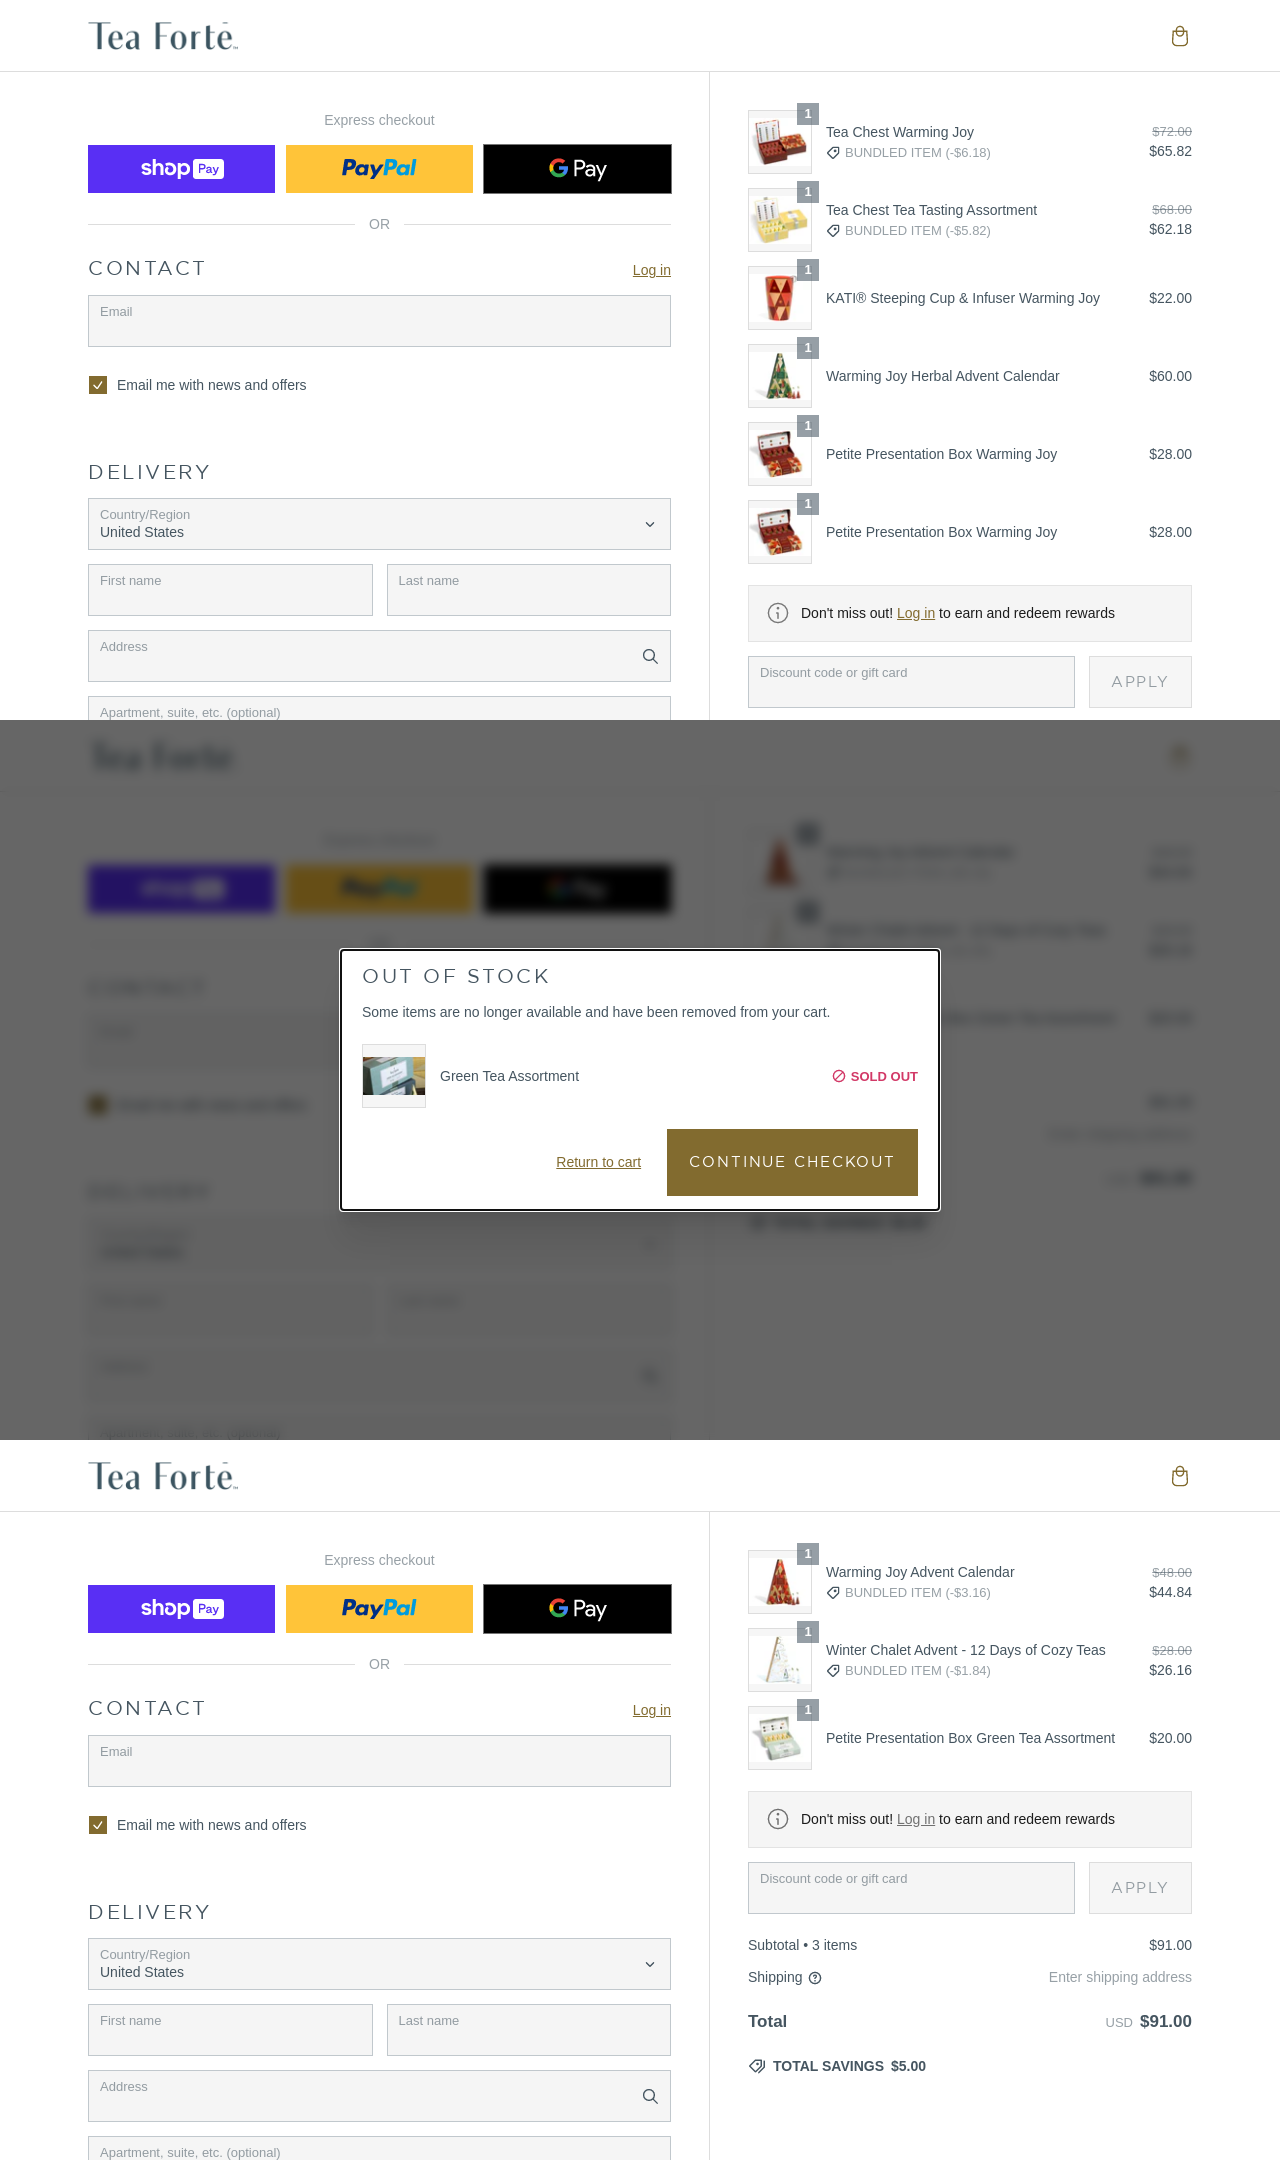 Tea Forté™
Express checkout
shop Pay
PayPal
G Pay
OR
CONTACT
Log in
Email
Email me with news and offers
DELIVERY
Country/Region
United States
First name
Last name
Address
Apartment, suite, etc. (optional)
1
Tea Chest Warming Joy
$72.00
BUNDLED ITEM (-$6.18)
$65.82
1
Tea Chest Tea Tasting Assortment
$68.00
BUNDLED ITEM (-$5.82)
$62.18
1
KATI® Steeping Cup & Infuser Warming Joy
$22.00
1
Warming Joy Herbal Advent Calendar
$60.00
1
Petite Presentation Box Warming Joy
$28.00
1
Petite Presentation Box Warming Joy
$28.00
Don't miss out! Log in to earn and redeem rewards
Discount code or gift card
APPLY
OUT OF STOCK
Some items are no longer available and have been removed from your cart.
Green Tea Assortment
SOLD OUT
Return to cart
CONTINUE CHECKOUT
Tea Forté™
Express checkout
shop Pay
PayPal
G Pay
OR
CONTACT
Log in
Email
Email me with news and offers
DELIVERY
Country/Region
United States
First name
Last name
Address
Apartment, suite, etc. (optional)
1
Warming Joy Advent Calendar
$48.00
BUNDLED ITEM (-$3.16)
$44.84
1
Winter Chalet Advent - 12 Days of Cozy Teas
$28.00
BUNDLED ITEM (-$1.84)
$26.16
1
Petite Presentation Box Green Tea Assortment
$20.00
Don't miss out! Log in to earn and redeem rewards
Discount code or gift card
APPLY
Subtotal • 3 items
$91.00
Shipping
Enter shipping address
Total
USD $91.00
TOTAL SAVINGS $5.00